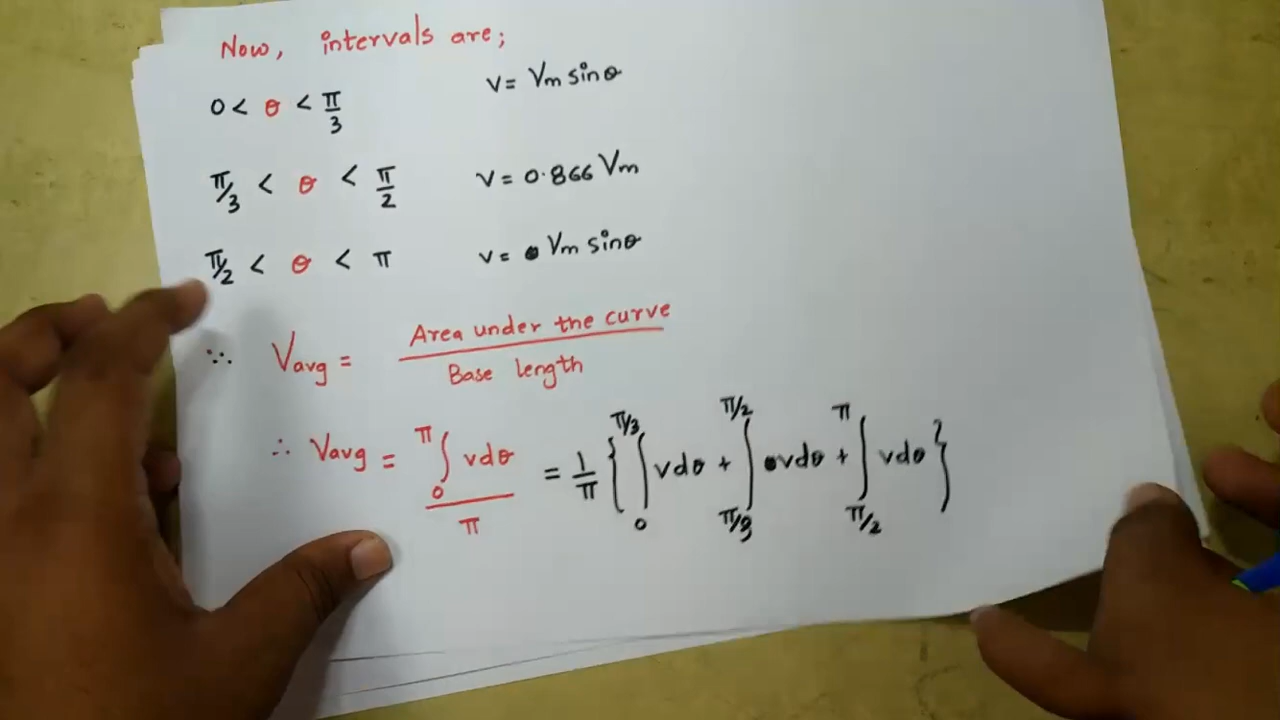 Now, intervals are;
0 < θ < π/3 v = Vm sinθ
π/3 < θ < π/2 v = 0.866 Vm
π/2 < θ < π v = Vm sinθ
∵ Vavg = Area under the curve / Base length
∴ Vavg = ∫₀^π vdθ / π = 1/π { ∫₀^π/3 vdθ + ∫π/3^π/2 vdθ + ∫π/2^π vdθ }